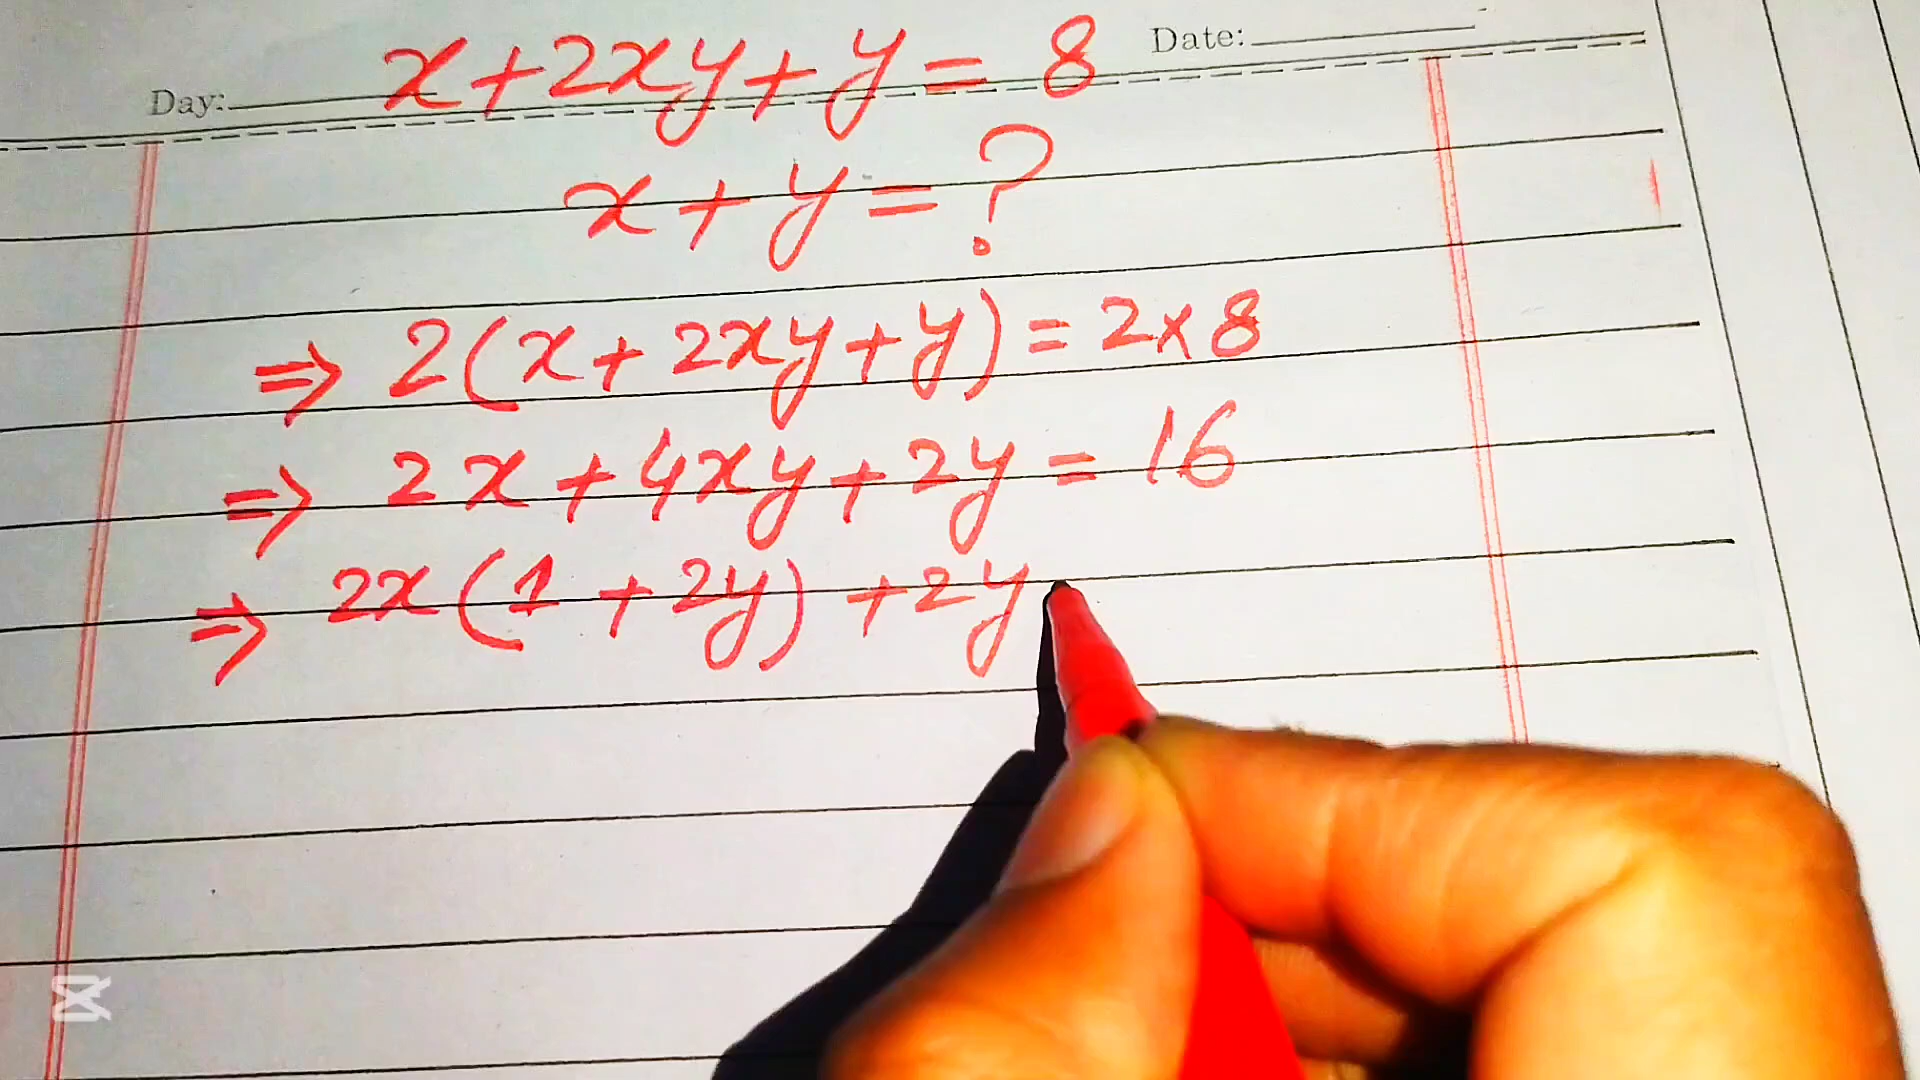 x+2xy+y=8 Date:
Day:
x+y=?
⇒ 2(x+2xy+y)=2×8
⇒ 2x+4xy+2y=16
⇒ 2x(1+2y)+2y